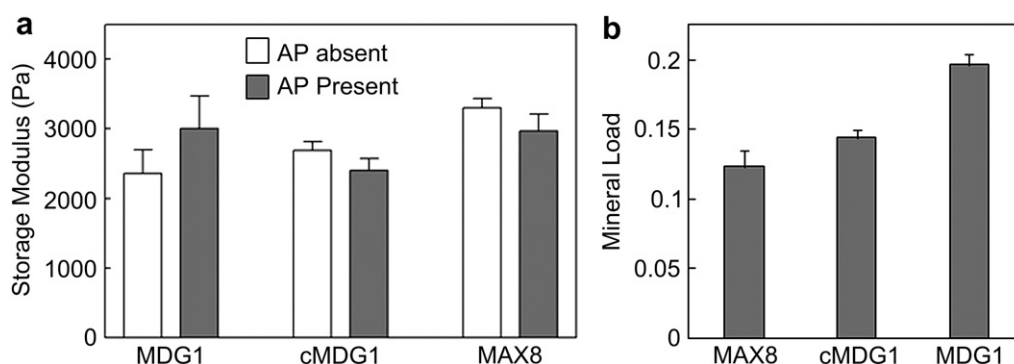 a
Storage Modulus (Pa)
4000
3000
2000
1000
0
AP absent
AP Present
MDG1 cMDG1 MAX8
b
Mineral Load
0.2
0.15
0.1
0.05
0
MAX8 cMDG1 MDG1